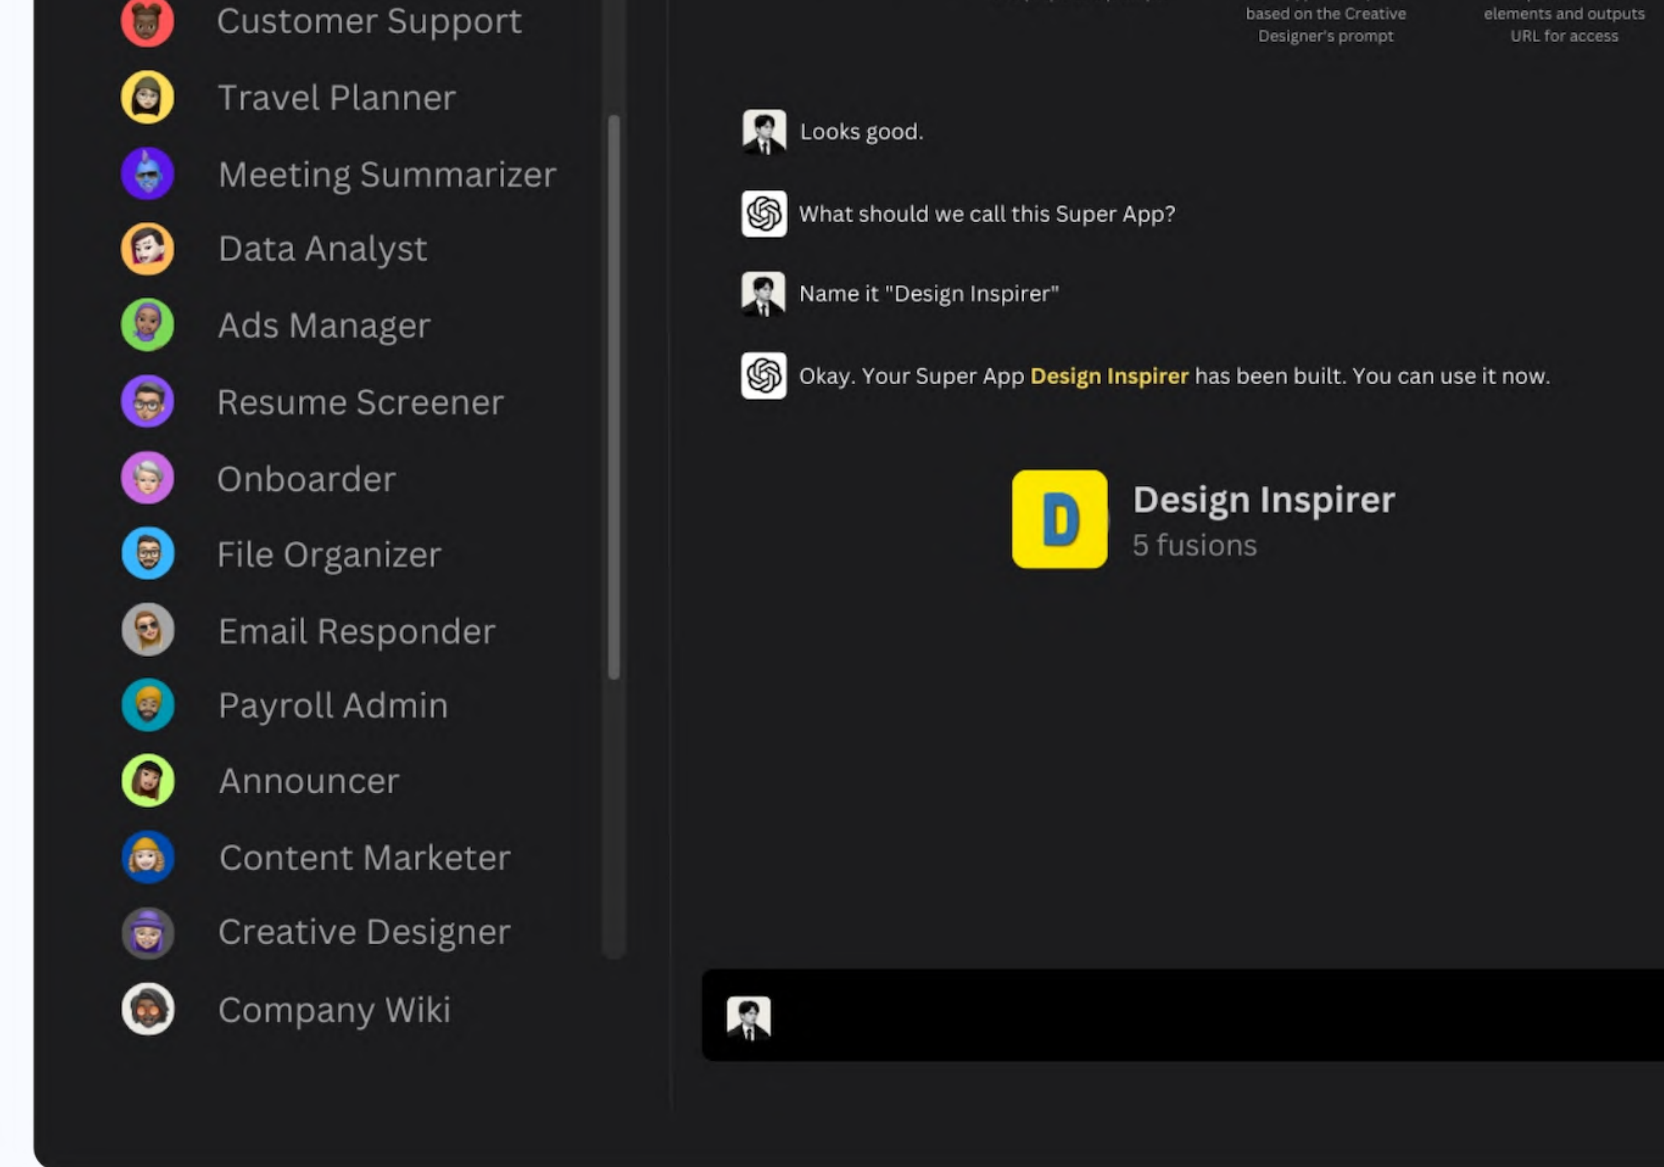 Customer Support
Travel Planner
Meeting Summarizer
Data Analyst
Ads Manager
Resume Screener
Onboarder
File Organizer
Email Responder
Payroll Admin
Announcer
Content Marketer
Creative Designer
Company Wiki
based on the Creative
Designer's prompt
elements and outputs
URL for access
Looks good.
What should we call this Super App?
Name it "Design Inspirer"
Okay. Your Super App Design Inspirer has been built. You can use it now.
D
Design Inspirer
5 fusions